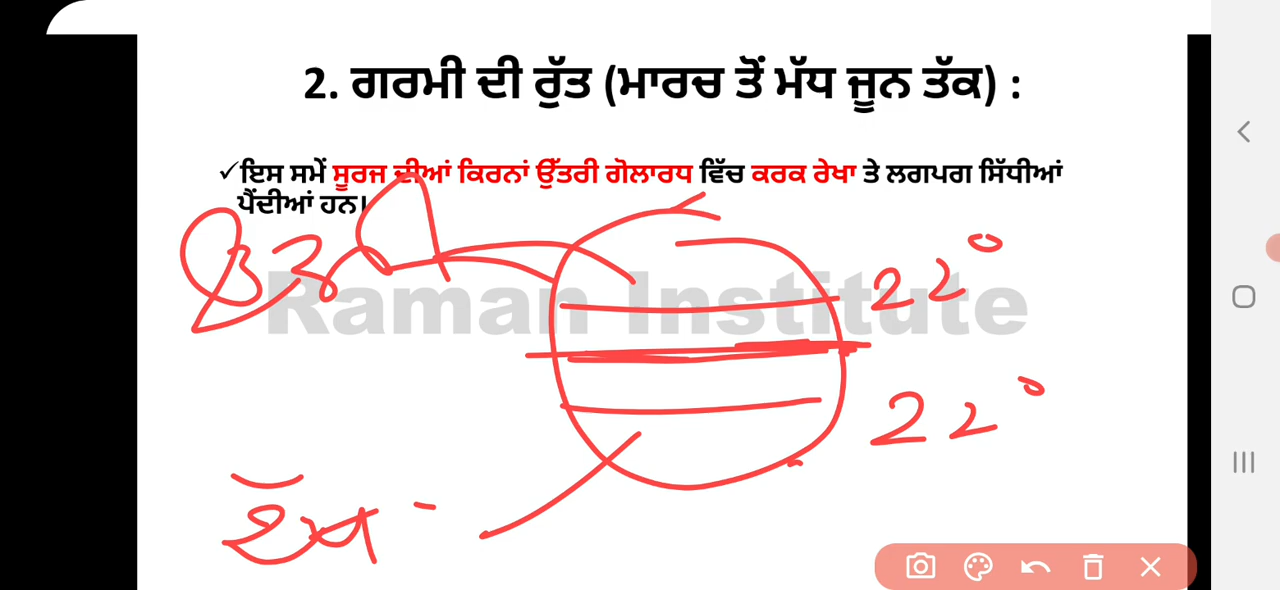 2. ਗਰਮੀ ਦੀ ਰੁੱਤ (ਮਾਰਚ ਤੋਂ ਮੱਧ ਜੂਨ ਤੱਕ) :
✓ਇਸ ਸਮੇਂ ਸੂਰਜ ਦੀਆਂ ਕਿਰਨਾਂ ਉੱਤਰੀ ਗੋਲਾਰਧ ਵਿੱਚ ਕਰਕ ਰੇਖਾ ਤੇ ਲਗਪਗ ਸਿੱਧੀਆਂ
ਪੈਂਦੀਆਂ ਹਨ।
22°
Raman Institute
22°